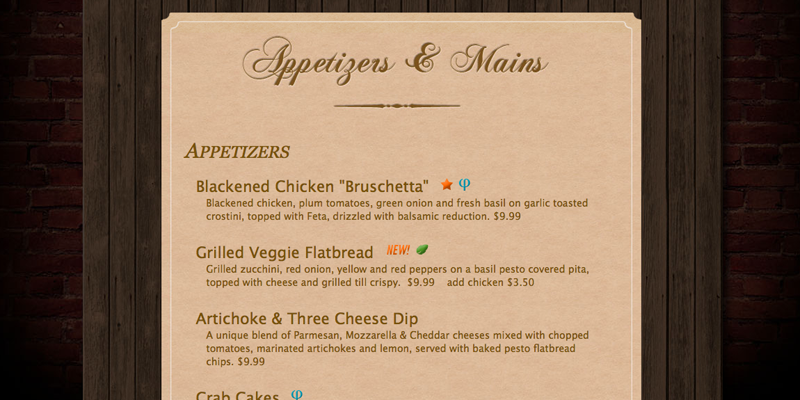 Appetizers & Mains
APPETIZERS
Blackened Chicken "Bruschetta" φ
Blackened chicken, plum tomatoes, green onion and fresh basil on garlic toasted
crostini, topped with Feta, drizzled with balsamic reduction. $9.99
Grilled Veggie Flatbread NEW!
Grilled zucchini, red onion, yellow and red peppers on a basil pesto covered pita,
topped with cheese and grilled till crispy. $9.99 add chicken $3.50
Artichoke & Three Cheese Dip
A unique blend of Parmesan, Mozzarella & Cheddar cheeses mixed with chopped
tomatoes, marinated artichokes and lemon, served with baked pesto flatbread
chips. $9.99
Crab Cakes φ